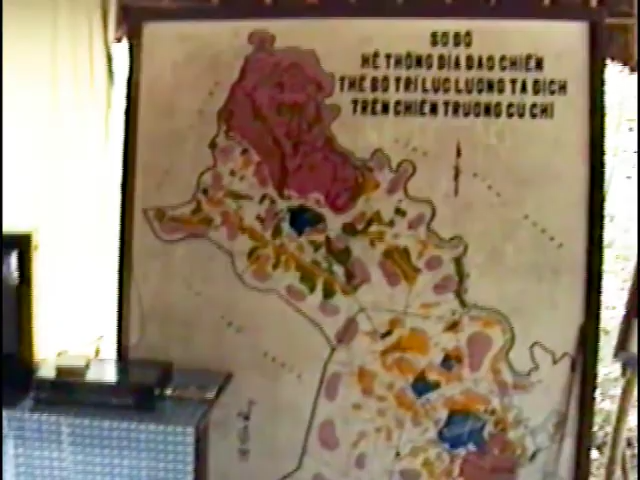 SƠ ĐỒ
HỆ THỐNG ĐỊA ĐẠO CHIẾN
THẾ BỐ TRÍ LỰC LƯỢNG TA ĐỊCH
TRÊN CHIẾN TRƯỜNG CỦ CHI